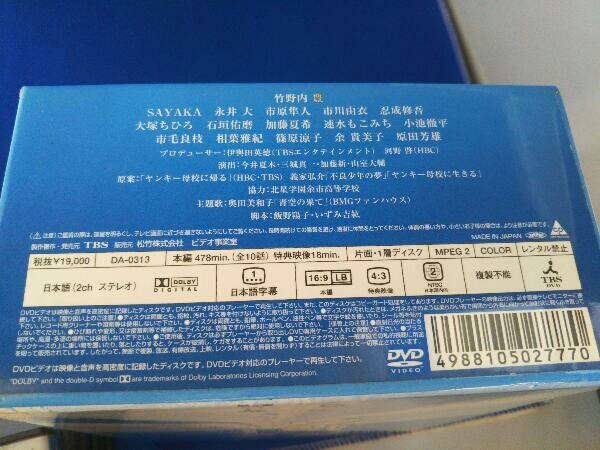 竹野内 豊
SAYAKA 永井 大 市原隼人 市川由衣 忍成修吾
大塚ちひろ 石垣佑磨 加藤夏希 速水もこみち 小池徹平
市毛良枝 相葉雅紀 篠原涼子 余 貴美子 原田芳雄
プロデューサー:伊與田英徳(TBSエンタテインメント) 河野 啓(HBC)
演出:今井夏木・三城真一・加藤新・山室大輔
原案:「ヤンキー母校に帰る」(HBC・TBS) 義家弘介「不良少年の夢」「ヤンキー母校に生きる」
協力:北星学園余市高等学校
主題歌:奥田美和子「青空の果て」(BMGファンハウス)
脚本:飯野陽子・いずみ吉紘
MADE IN JAPAN
製作著作・発売元 TBS 販売元 松竹株式会社 ビデオ事業室
税抜¥19,000 DA-0313 本編 478min.(全10話) 特典映像18min. 片面・1層ディスク MPEG 2 COLOR レンタル禁止
日本語(2ch ステレオ) DOLBY DIGITAL 1 日本語字幕 16:9 LB 本編 4:3 特典映像 2 NTSC 日本市場向 複製不能 TBS DVD
DVDビデオは映像と音声を高密度に記録したディスクです。DVDビデオ対応のプレーヤーで再生して下さい。
"DOLBY" and the double-D symbol are trademarks of Dolby Laboratories Licensing Corporation.
DVD VIDEO
4988105027770